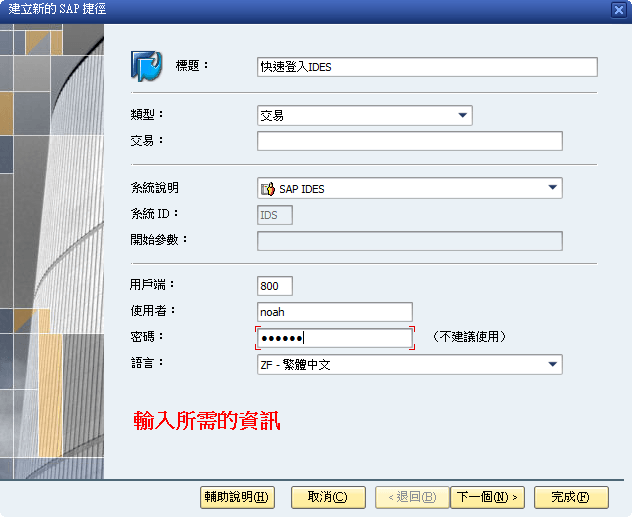 建立新的 SAP 捷徑
標題： 快速登入IDES
類型： 交易
交易：
系統說明 SAP IDES
系統 ID： IDS
開始參數：
用戶端： 800
使用者： noah
密碼： ●●●●●● （不建議使用）
語言： ZF - 繁體中文
輸入所需的資訊
輔助說明(H) 取消(C) < 退回(B) 下一個(N) > 完成(F)